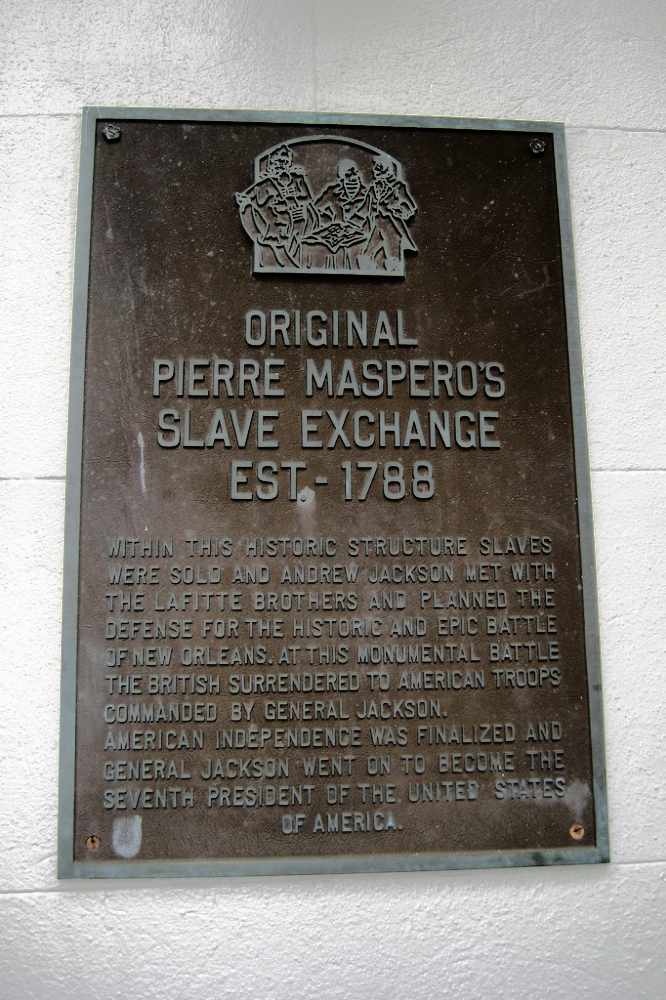 ORIGINAL
PIERRE MASPERO'S
SLAVE EXCHANGE
EST.-1788
WITHIN THIS HISTORIC STRUCTURE SLAVES
WERE SOLD AND ANDREW JACKSON MET WITH
THE LAFITTE BROTHERS AND PLANNED THE
DEFENSE FOR THE HISTORIC AND EPIC BATTLE
OF NEW ORLEANS. AT THIS MONUMENTAL BATTLE
THE BRITISH SURRENDERED TO AMERICAN TROOPS
COMMANDED BY GENERAL JACKSON.
AMERICAN INDEPENDENCE WAS FINALIZED AND
GENERAL JACKSON WENT ON TO BECOME THE
SEVENTH PRESIDENT OF THE UNITED STATES
OF AMERICA.